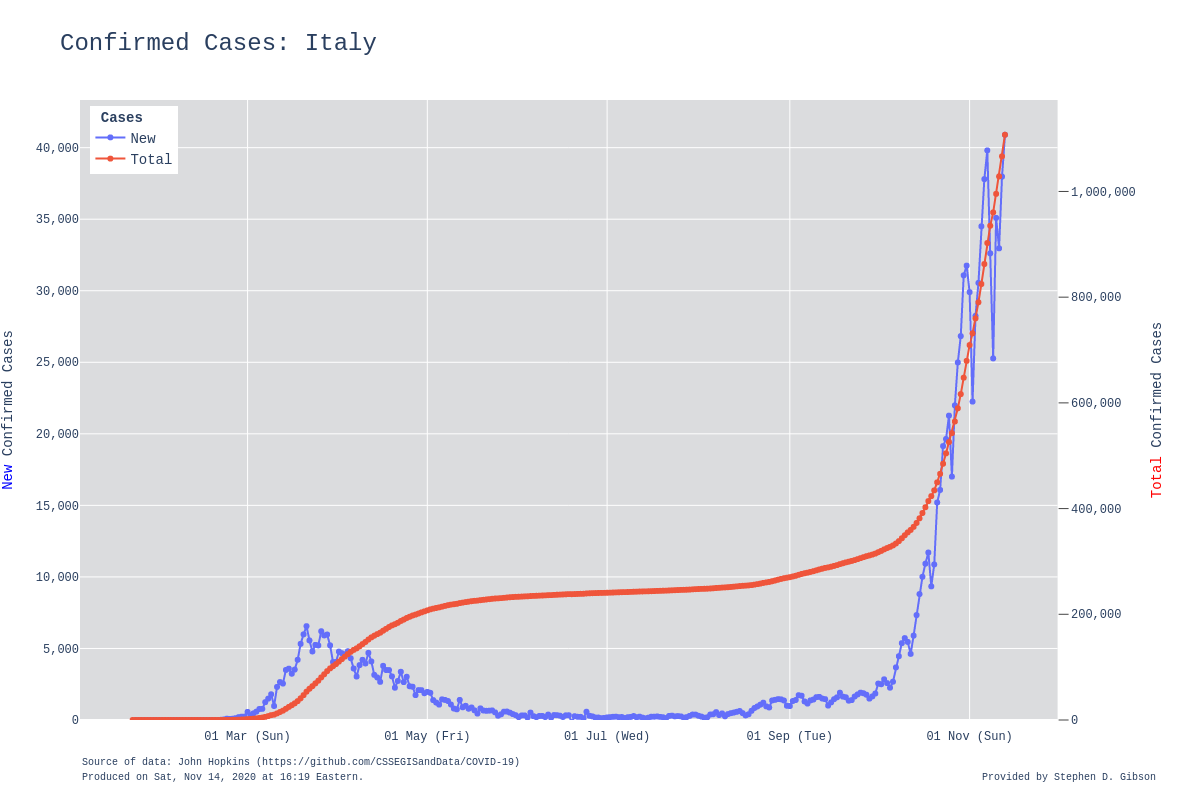 Confirmed Cases: Italy
Cases
New
Total
40,000
35,000
30,000
25,000
20,000
15,000
10,000
5,000
0
1,000,000
800,000
600,000
400,000
200,000
0
New Confirmed Cases
Total Confirmed Cases
01 Mar (Sun)
01 May (Fri)
01 Jul (Wed)
01 Sep (Tue)
01 Nov (Sun)
Source of data: John Hopkins (https://github.com/CSSEGISandData/COVID-19)
Produced on Sat, Nov 14, 2020 at 16:19 Eastern.
Provided by Stephen D. Gibson